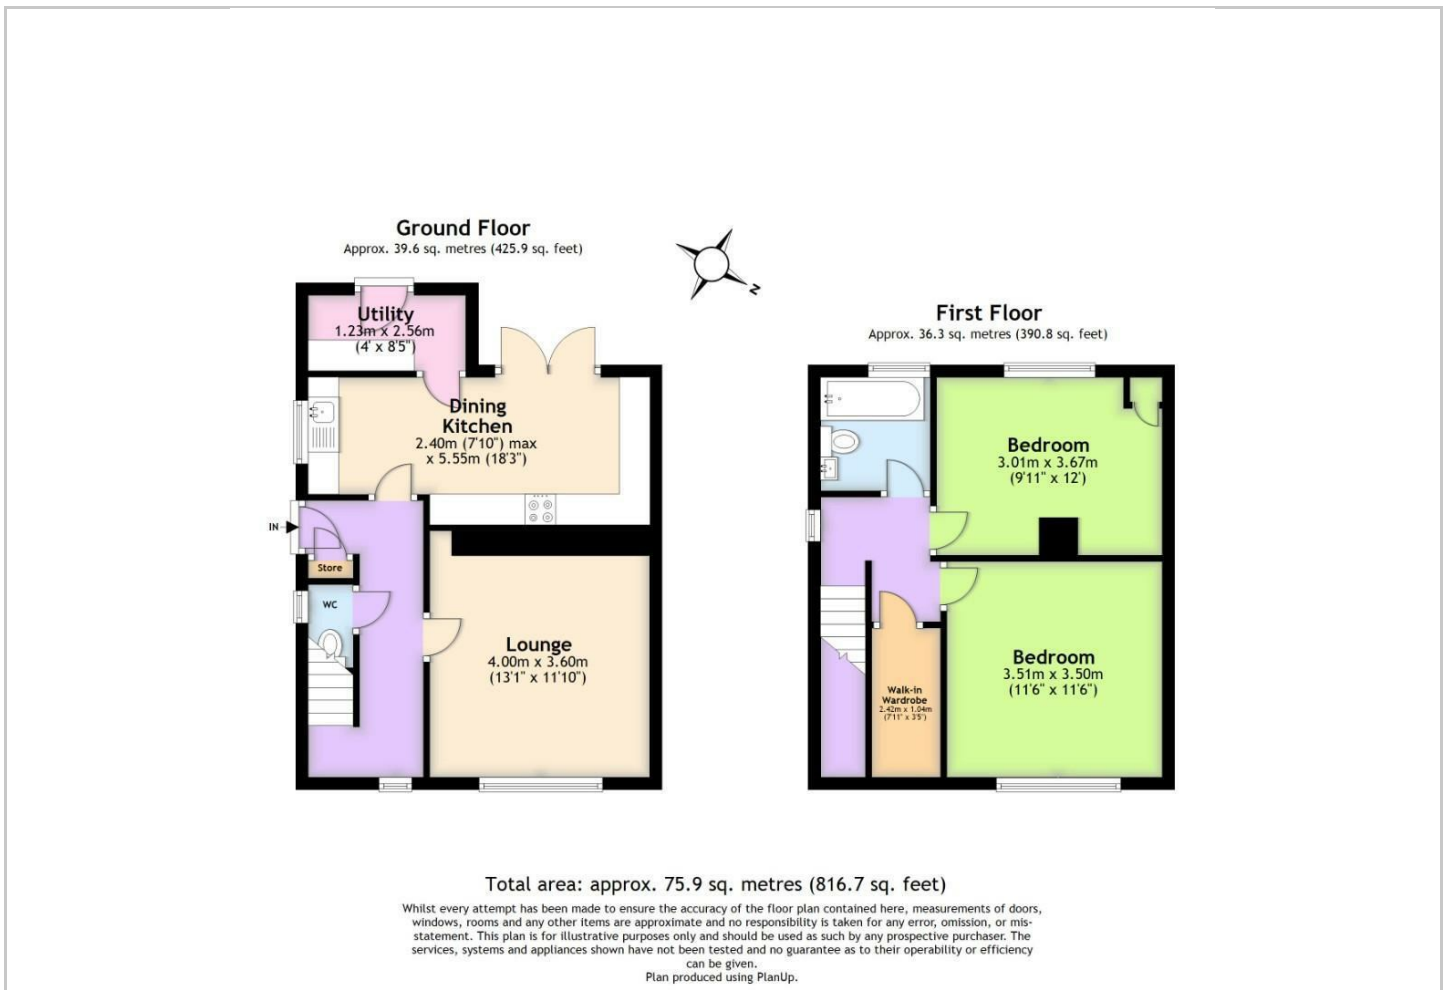 Ground Floor
Approx. 39.6 sq. metres (425.9 sq. feet)
Utility
1.23m x 2.56m
(4' x 8'5")
Dining
Kitchen
2.40m (7'10") max
x 5.55m (18'3")
IN
Store
WC
Lounge
4.00m x 3.60m
(13'1" x 11'10")
N
First Floor
Approx. 36.3 sq. metres (390.8 sq. feet)
Bedroom
3.01m x 3.67m
(9'11" x 12')
Bedroom
3.51m x 3.50m
(11'6" x 11'6")
Walk-in
Wardrobe
2.42m x 1.04m
(7'11" x 3'5")
Total area: approx. 75.9 sq. metres (816.7 sq. feet)
Whilst every attempt has been made to ensure the accuracy of the floor plan contained here, measurements of doors,
windows, rooms and any other items are approximate and no responsibility is taken for any error, omission, or mis-
statement. This plan is for illustrative purposes only and should be used as such by any prospective purchaser. The
services, systems and appliances shown have not been tested and no guarantee as to their operability or efficiency
can be given.
Plan produced using PlanUp.